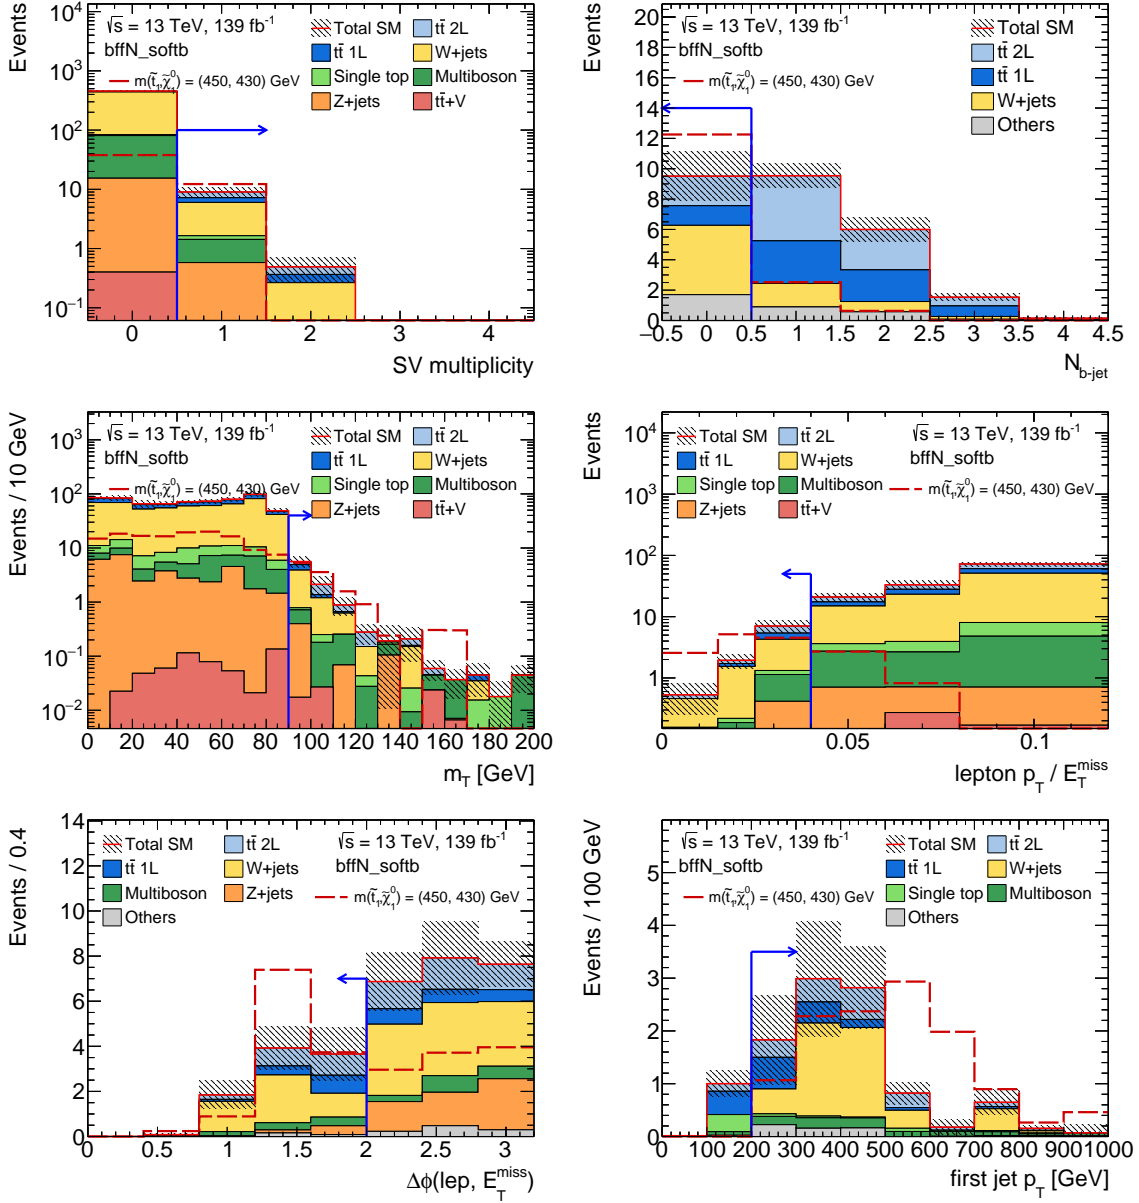 Events
10⁴
10³
10²
10
1
10⁻¹
√s = 13 TeV, 139 fb⁻¹
bffN_softb
m(t̃₁,χ̃₁⁰) = (450, 430) GeV
Total SM
tt̄ 2L
tt̄ 1L
W+jets
Single top
Multiboson
Z+jets
tt̄+V
0 1 2 3 4
SV multiplicity
Events
20
18
16
14
12
10
8
6
4
2
0
√s = 13 TeV, 139 fb⁻¹
bffN_softb
m(t̃₁,χ̃₁⁰) = (450, 430) GeV
Total SM
tt̄ 2L
tt̄ 1L
W+jets
Others
−0.5 0 0.5 1 1.5 2 2.5 3 3.5 4 4.5
N_b-jet
Events / 10 GeV
10³
10²
10
1
10⁻¹
10⁻²
√s = 13 TeV, 139 fb⁻¹
bffN_softb
m(t̃₁,χ̃₁⁰) = (450, 430) GeV
Total SM
tt̄ 2L
tt̄ 1L
W+jets
Single top
Multiboson
Z+jets
tt̄+V
0 20 40 60 80 100 120 140 160 180 200
m_T [GeV]
Events
10⁴
10³
10²
10
1
Total SM
tt̄ 2L
tt̄ 1L
W+jets
Single top
Multiboson
Z+jets
tt̄+V
√s = 13 TeV, 139 fb⁻¹
bffN_softb
m(t̃₁,χ̃₁⁰) = (450, 430) GeV
0 0.05 0.1
lepton p_T / E_T^miss
Events / 0.4
14
12
10
8
6
4
2
0
Total SM
tt̄ 2L
tt̄ 1L
W+jets
Multiboson
Z+jets
Others
√s = 13 TeV, 139 fb⁻¹
bffN_softb
m(t̃₁,χ̃₁⁰) = (450, 430) GeV
0 0.5 1 1.5 2 2.5 3
Δϕ(lep, E_T^miss)
Events / 100 GeV
5
4
3
2
1
0
√s = 13 TeV, 139 fb⁻¹
bffN_softb
m(t̃₁,χ̃₁⁰) = (450, 430) GeV
Total SM
tt̄ 2L
tt̄ 1L
W+jets
Single top
Multiboson
Others
0 100 200 300 400 500 600 700 800 900 1000
first jet p_T [GeV]